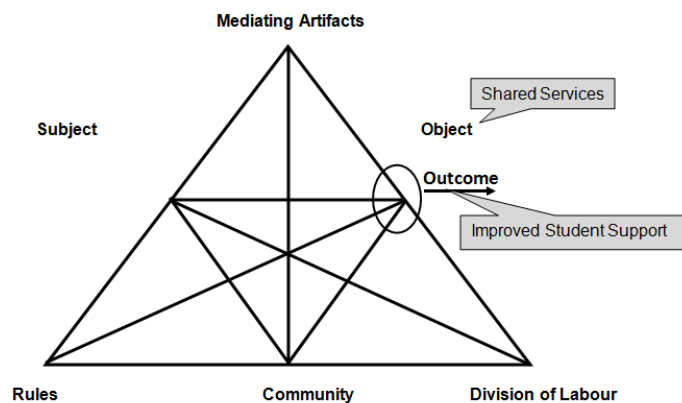 Mediating Artifacts
Shared Services
Subject
Object
Outcome
Improved Student Support
Rules
Community
Division of Labour